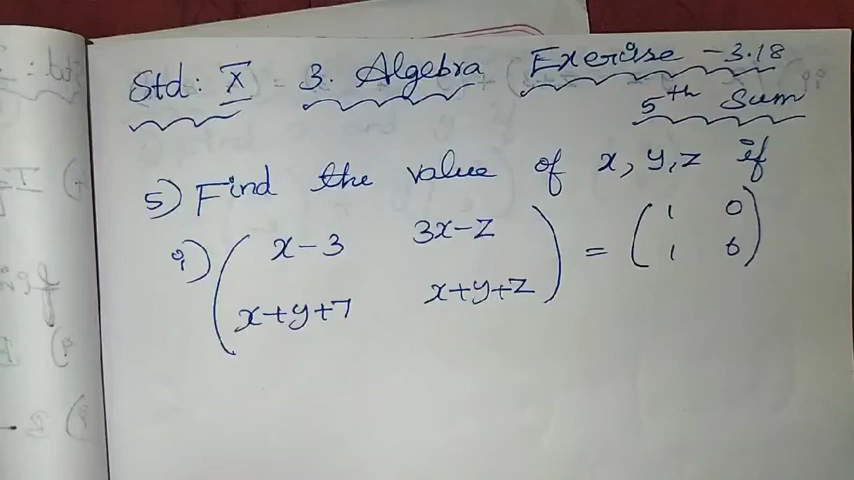 Std: X 3. Algebra Exercise - 3.18
5th Sum
5) Find the value of x, y, z if
i) ( x-3 3x-z ) = ( 1 0 )
( x+y+7 x+y+z ) ( 1 6 )